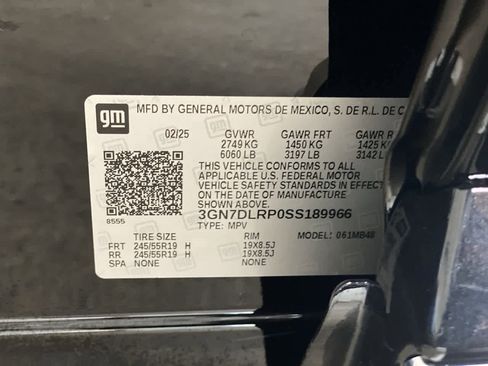 gm
MFD BY GENERAL MOTORS DE MEXICO, S. DE R.L. DE C
02/25 GVWR GAWR FRT GAWR R
2749 KG 1450 KG 1425 KG
6060 LB 3197 LB 3142 L
THIS VEHICLE CONFORMS TO ALL
APPLICABLE U.S. FEDERAL MOTOR
VEHICLE SAFETY STANDARDS IN EFFECT
ON THE DATE OF MANUFACTURE
SHOWN ABOVE.
3GN7DLRP0SS189966
8555 TYPE: MPV MODEL: 061MB48
TIRE SIZE RIM
FRT 245/55R19 H 19X8.5J
RR 245/55R19 H 19X8.5J
SPA NONE NONE